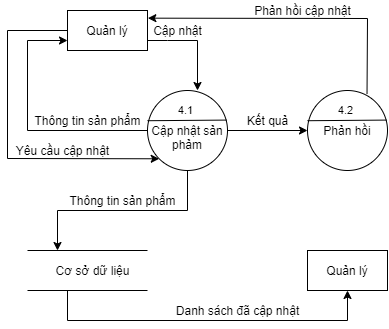 Phản hồi cập nhật
Quản lý
Cập nhật
4.1
4.2
Thông tin sản phẩm
Cập nhật sản
phẩm
Kết quả
Phản hồi
Yêu cầu cập nhật
Thông tin sản phẩm
Cơ sở dữ liệu
Quản lý
Danh sách đã cập nhật